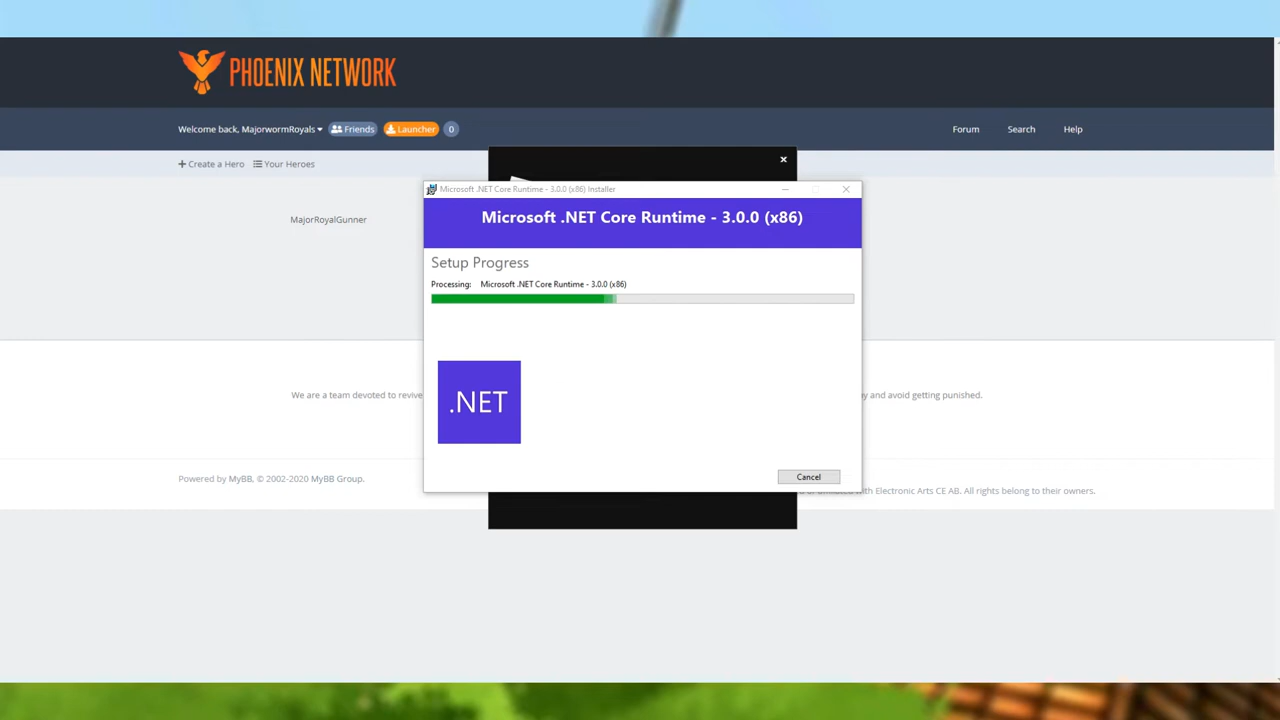 PHOENIX NETWORK
Welcome back, MajorwormRoyals Friends Launcher 0 Forum Search Help
Create a Hero Your Heroes
Microsoft .NET Core Runtime - 3.0.0 (x86) Installer
Microsoft .NET Core Runtime - 3.0.0 (x86)
MajorRoyalGunner
Setup Progress
Processing: Microsoft .NET Core Runtime - 3.0.0 (x86)
.NET
We are a team devoted to revive
and avoid getting punished.
Cancel
Powered by MyBB, © 2002-2020 MyBB Group.
with Electronic Arts CE AB. All rights belong to their owners.